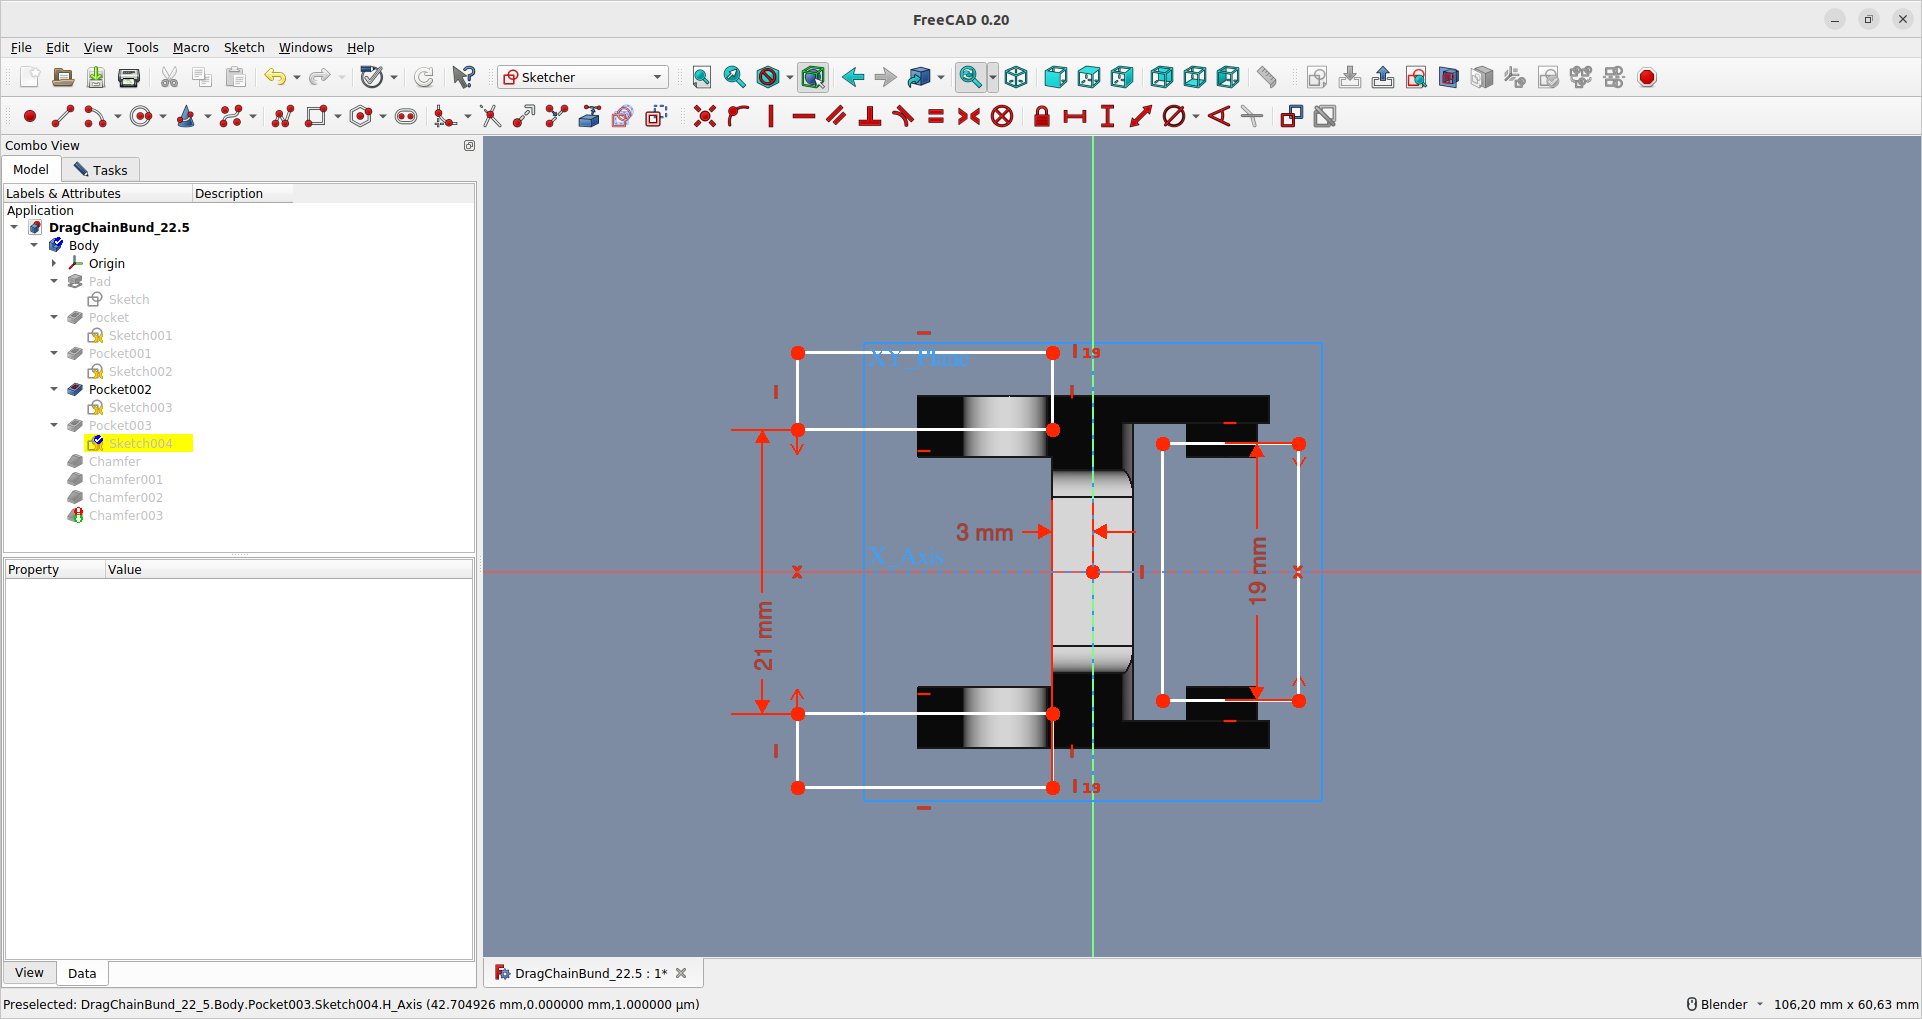 FreeCAD 0.20
File Edit View Tools Macro Sketch Windows Help
Sketcher
Combo View
Model Tasks
Labels & Attributes Description
Application
DragChainBund_22.5
Body
Origin
Pad
Sketch
Pocket
Sketch001
Pocket001
Sketch002
Pocket002
Sketch003
Pocket003
Sketch004
Chamfer
Chamfer001
Chamfer002
Chamfer003
Property Value
View Data
XY_Plane
19
3 mm
X_Axis
19 mm
21 mm
19
DragChainBund_22.5 : 1*
Preselected: DragChainBund_22_5.Body.Pocket003.Sketch004.H_Axis (42.704926 mm,0.000000 mm,1.000000 µm)
Blender 106,20 mm x 60,63 mm